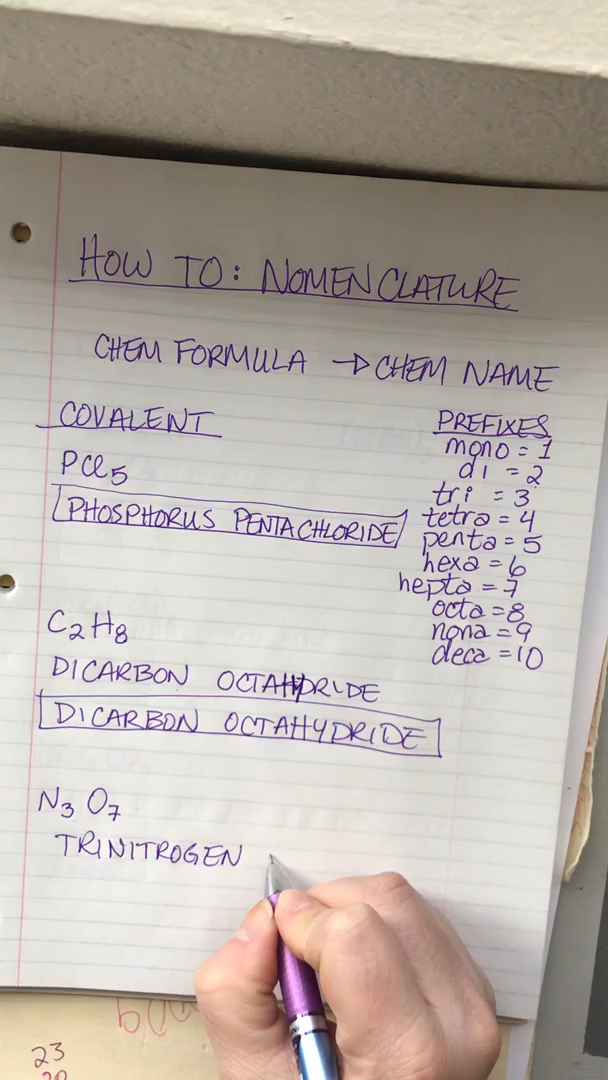 HOW TO: NOMENCLATURE
CHEM FORMULA → CHEM NAME
COVALENT
PCl5
PHOSPHORUS PENTACHLORIDE
PREFIXES
mono = 1
di = 2
tri = 3
tetra = 4
penta = 5
hexa = 6
hepta = 7
octa = 8
nona = 9
deca = 10
C2H8
DICARBON OCTAHYDRIDE
DICARBON OCTAHYDRIDE
N3O7
TRINITROGEN
23